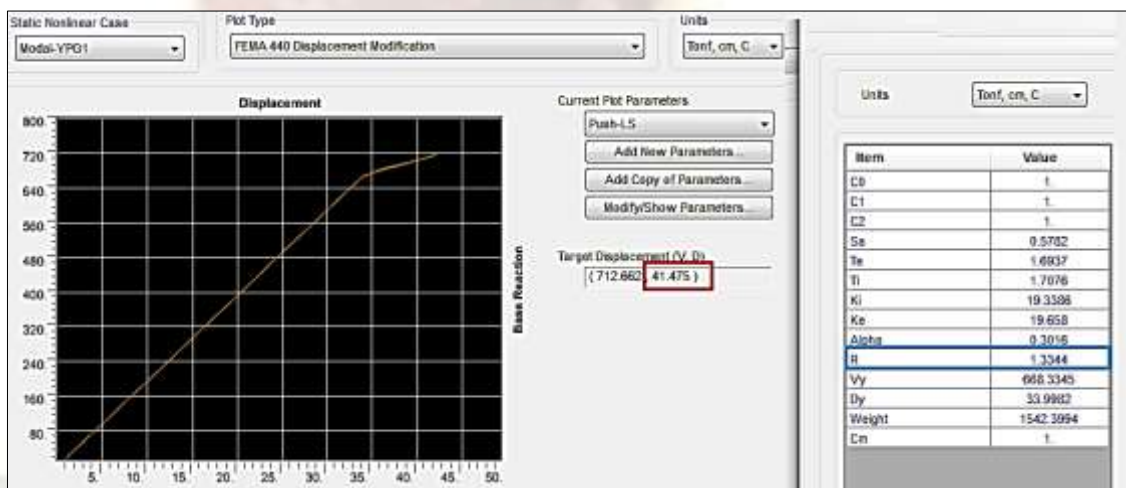 Static Nonlinear Case
Modal-YPG1
Plot Type
FEMA 440 Displacement Modification
Units
Tonf, cm, C
Displacement
800.
720.
640.
560.
480.
400.
320.
240.
160.
80.
5. 10. 15. 20. 25. 30. 35. 40. 45. 50.
Base Reaction
Current Plot Parameters
Push-LS
Add New Parameters...
Add Copy of Parameters...
Modify/Show Parameters...
Target Displacement (V, D)
( 712.662 , 41.475 )
Units
Tonf, cm, C
Item Value
C0 1.
C1 1.
C2 1.
Sa 0.5782
Te 1.6937
Ti 1.7076
Ki 19.3386
Ke 19.658
Alpha 0.3016
R 1.3344
Vy 668.3345
Dy 33.9982
Weight 1542.3994
Cm 1.